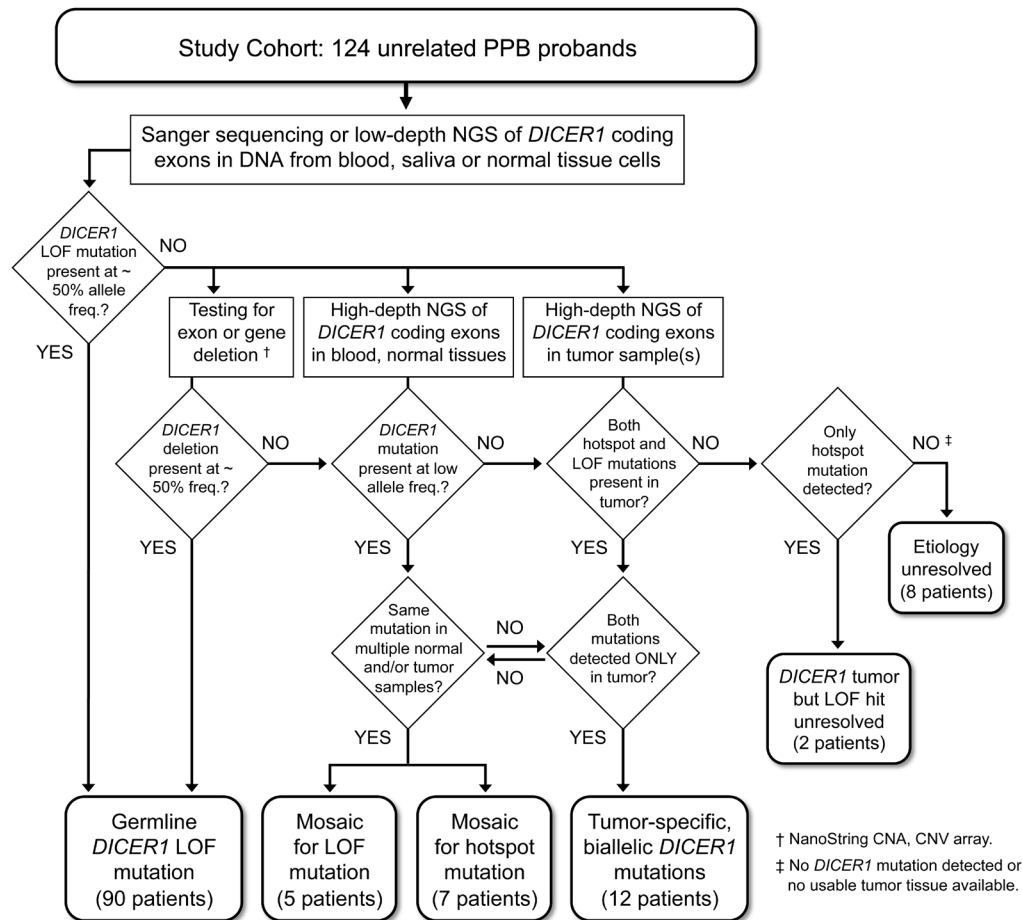 Study Cohort: 124 unrelated PPB probands
Sanger sequencing or low-depth NGS of DICER1 coding
exons in DNA from blood, saliva or normal tissue cells
DICER1
LOF mutation
present at ~
50% allele
freq.?
NO
YES
Testing for
exon or gene
deletion †
High-depth NGS of
DICER1 coding exons
in blood, normal tissues
High-depth NGS of
DICER1 coding exons
in tumor sample(s)
DICER1
deletion
present at ~
50% freq.?
NO
YES
DICER1
mutation
present at low
allele freq.?
NO
YES
Both
hotspot and
LOF mutations
present in
tumor?
NO
YES
Only
hotspot
mutation
detected?
NO ‡
YES
Etiology
unresolved
(8 patients)
Same
mutation in
multiple normal
and/or tumor
samples?
NO
NO
YES
Both
mutations
detected ONLY
in tumor?
YES
DICER1 tumor
but LOF hit
unresolved
(2 patients)
Germline
DICER1 LOF
mutation
(90 patients)
Mosaic
for LOF
mutation
(5 patients)
Mosaic
for hotspot
mutation
(7 patients)
Tumor-specific,
biallelic DICER1
mutations
(12 patients)
† NanoString CNA, CNV array.
‡ No DICER1 mutation detected or
no usable tumor tissue available.